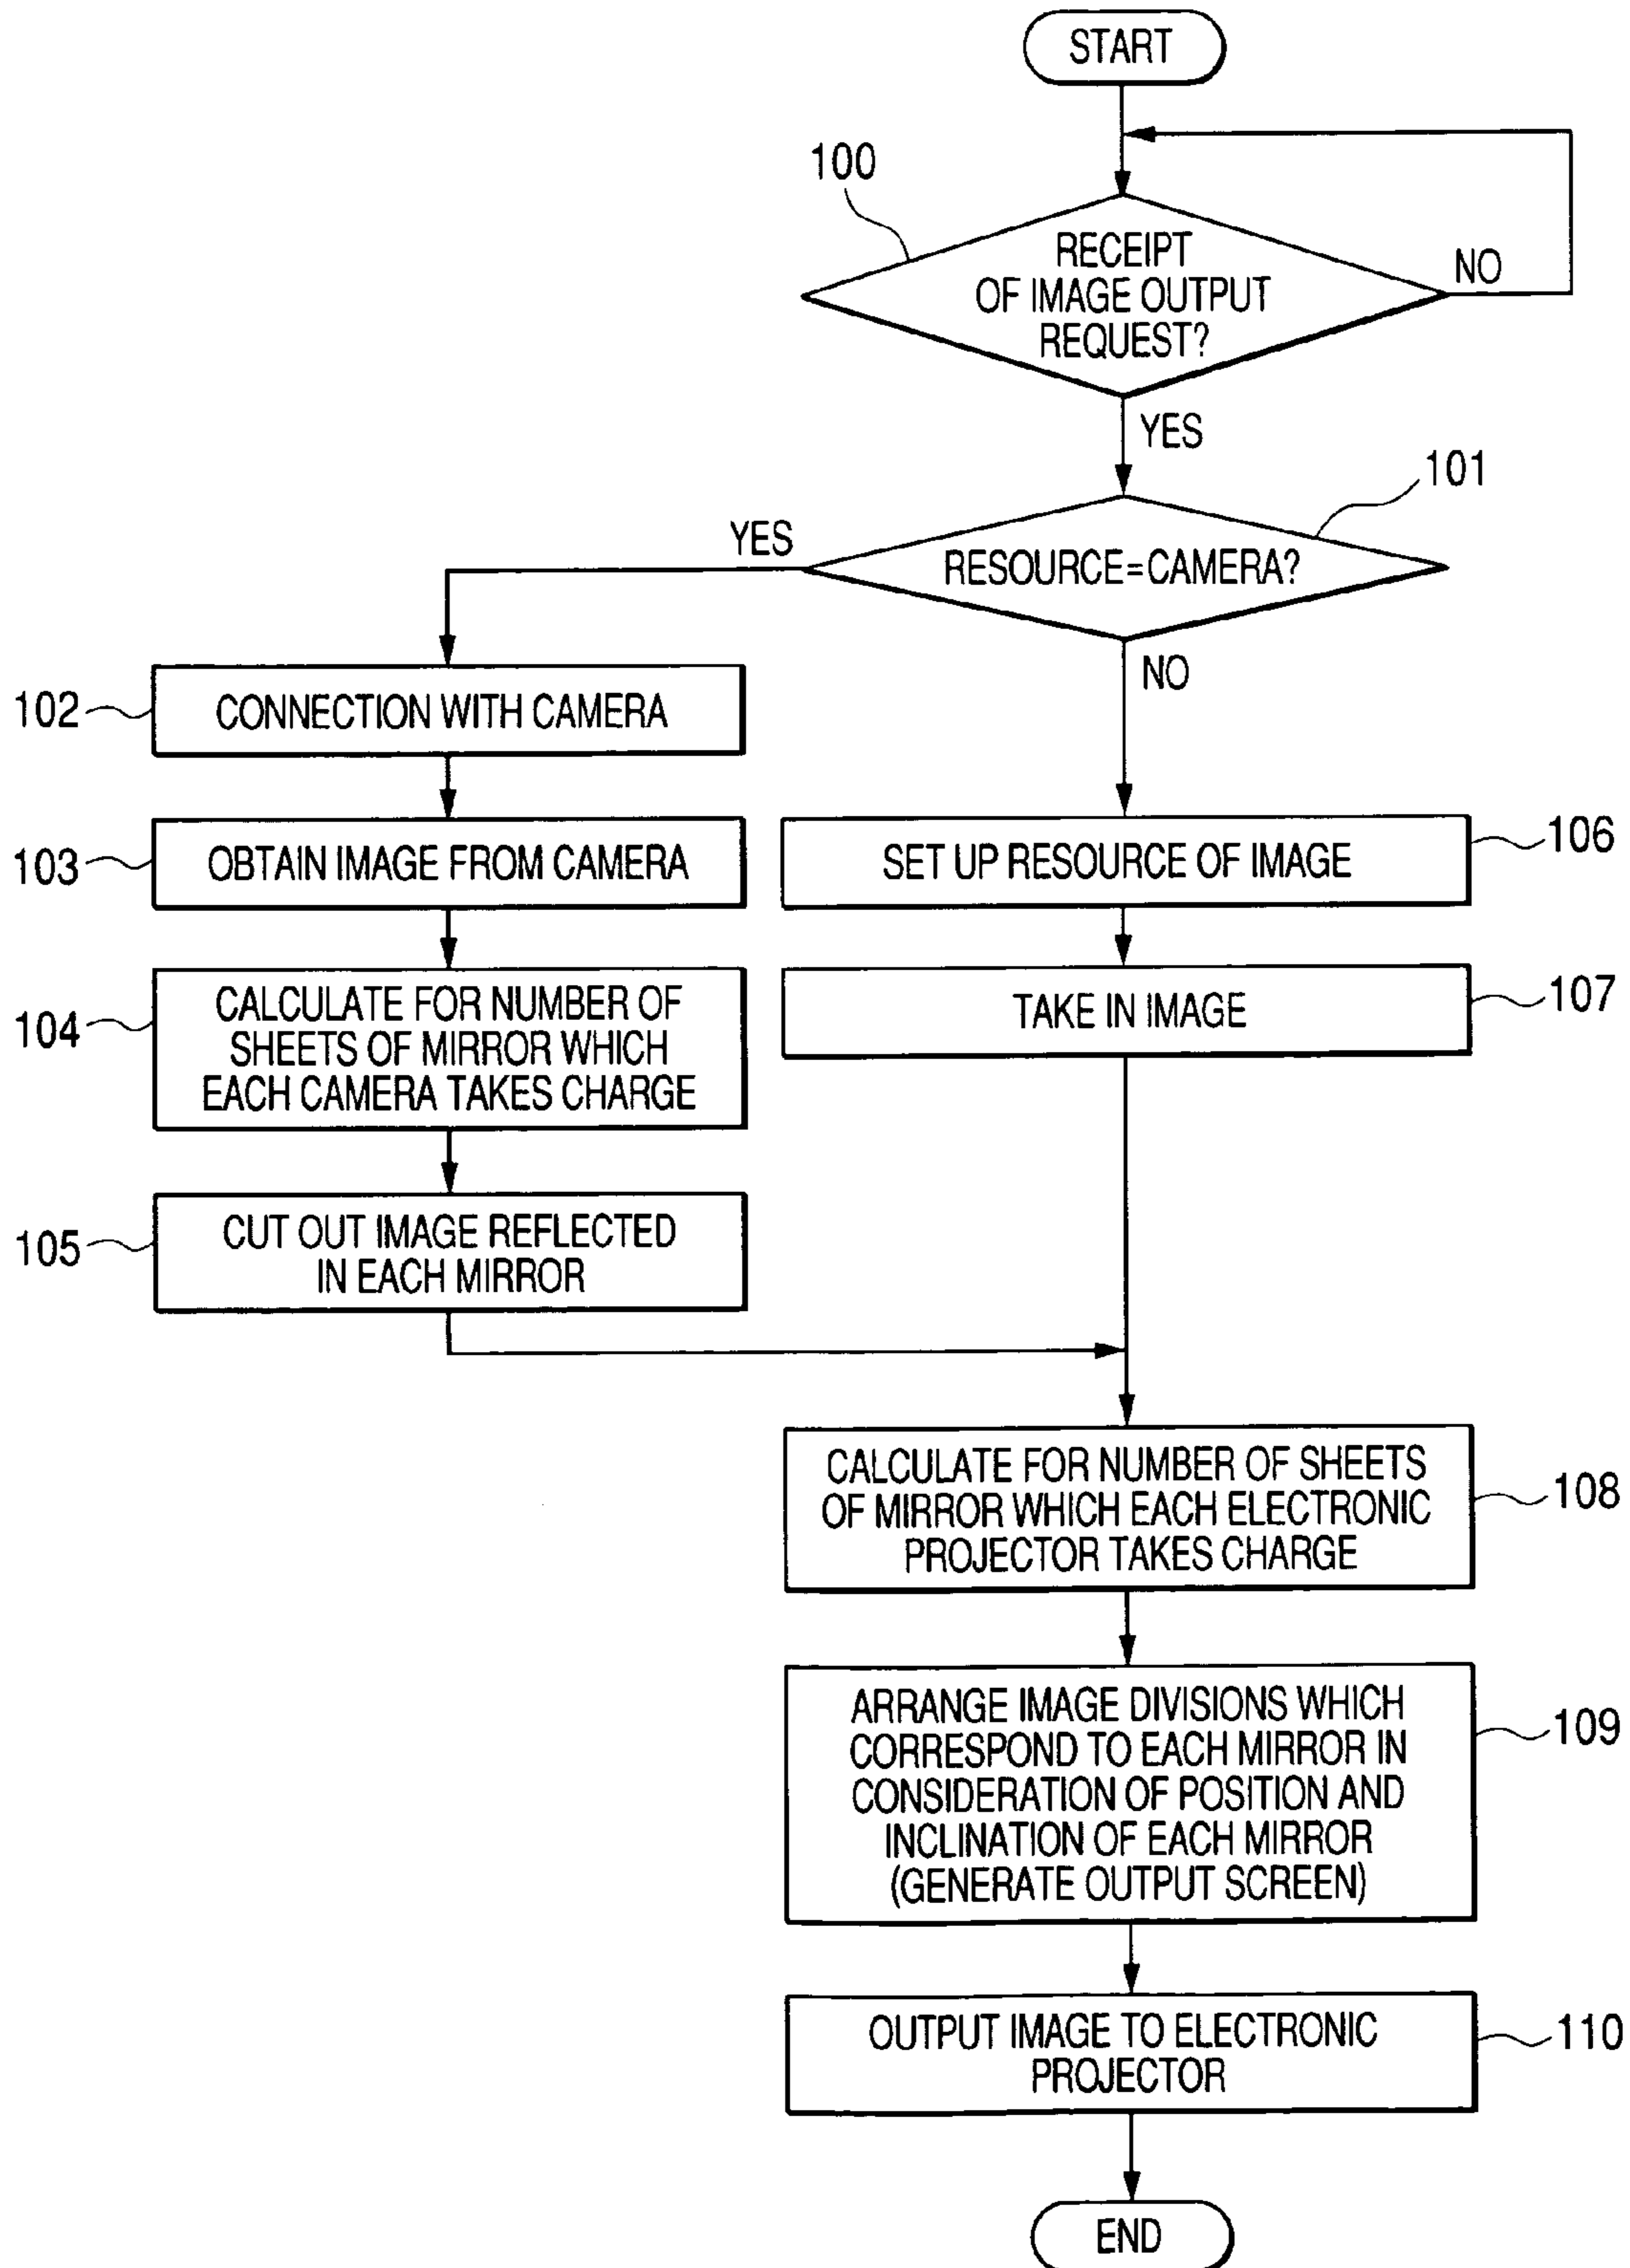 START
100
RECEIPT
OF IMAGE OUTPUT
REQUEST?
NO
YES
101
YES
RESOURCE=CAMERA?
NO
102
CONNECTION WITH CAMERA
103
OBTAIN IMAGE FROM CAMERA
104
CALCULATE FOR NUMBER OF
SHEETS OF MIRROR WHICH
EACH CAMERA TAKES CHARGE
105
CUT OUT IMAGE REFLECTED
IN EACH MIRROR
SET UP RESOURCE OF IMAGE
106
TAKE IN IMAGE
107
CALCULATE FOR NUMBER OF SHEETS
OF MIRROR WHICH EACH ELECTRONIC
PROJECTOR TAKES CHARGE
108
ARRANGE IMAGE DIVISIONS WHICH
CORRESPOND TO EACH MIRROR IN
CONSIDERATION OF POSITION AND
INCLINATION OF EACH MIRROR
(GENERATE OUTPUT SCREEN)
109
OUTPUT IMAGE TO ELECTRONIC
PROJECTOR
110
END